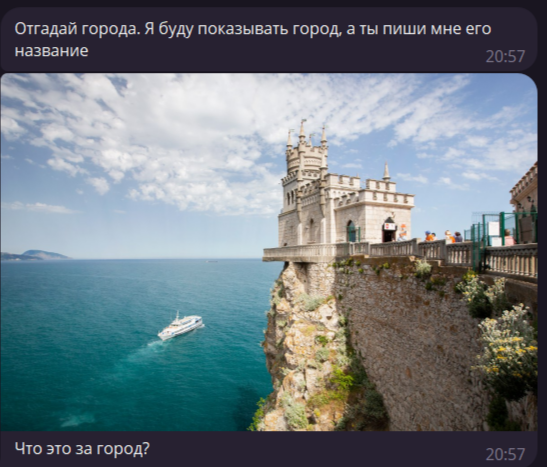 Отгадай города. Я буду показывать город, а ты пиши мне его
название
20:57
Что это за город?
20:57